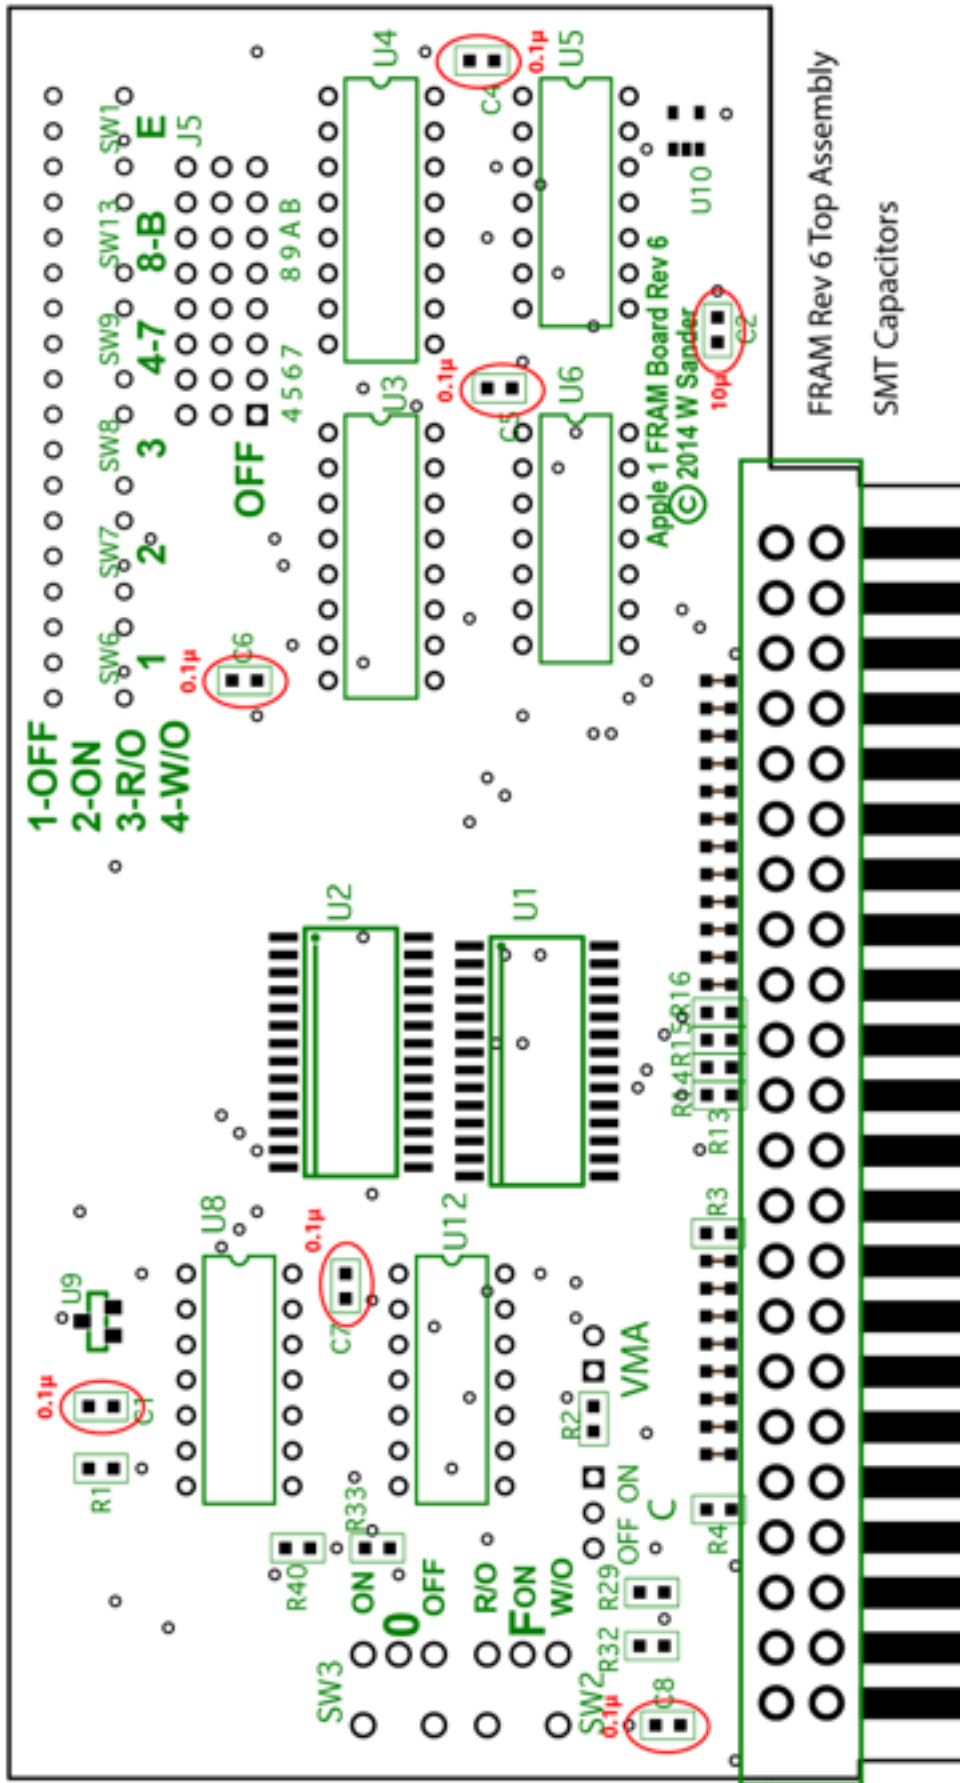 FRAM Rev 6 Top Assembly
SMT Capacitors
1-OFF
2-ON
3-R/O
4-W/O
SW6
SW7
SW8
SW9
SW13
SW1
1
2
3
4-7
8-B
E
J5
OFF
4 5 6 7
8 9 A B
0.1µ
C6
U3
U4
0.1µ
C4
0.1µ
C5
U5
U6
Apple 1 FRAM Board Rev 6
© 2014 W Sander
U10
10µ
C2
U2
U1
R16
R15
R14
R13
R3
R4
U9
0.1µ
C1
R1
U8
0.1µ
C7
U12
VMA
R2
R33
R40
ON
0
OFF
R/O
F ON
W/O
OFF ON
C
SW3
SW2
R29
R32
0.1µ
C8